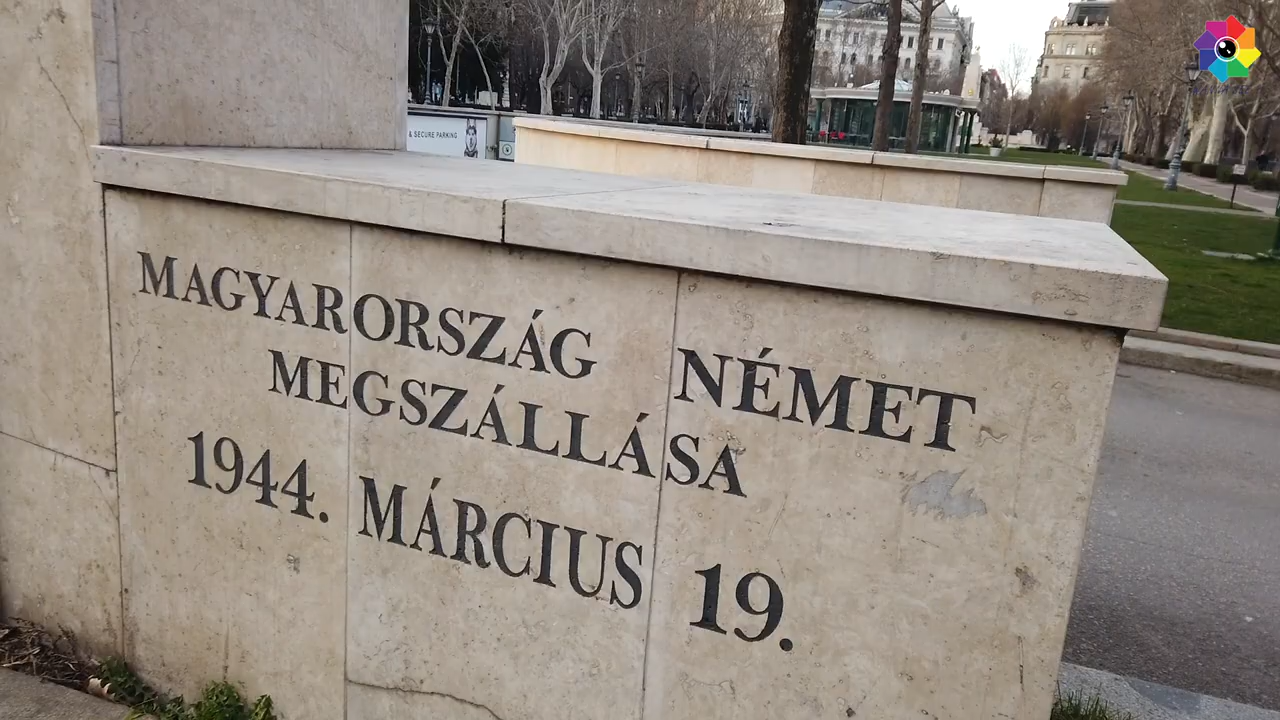 & SECURE PARKING
MAGYARORSZÁG NÉMET
MEGSZÁLLÁSA
1944. MÁRCIUS 19.